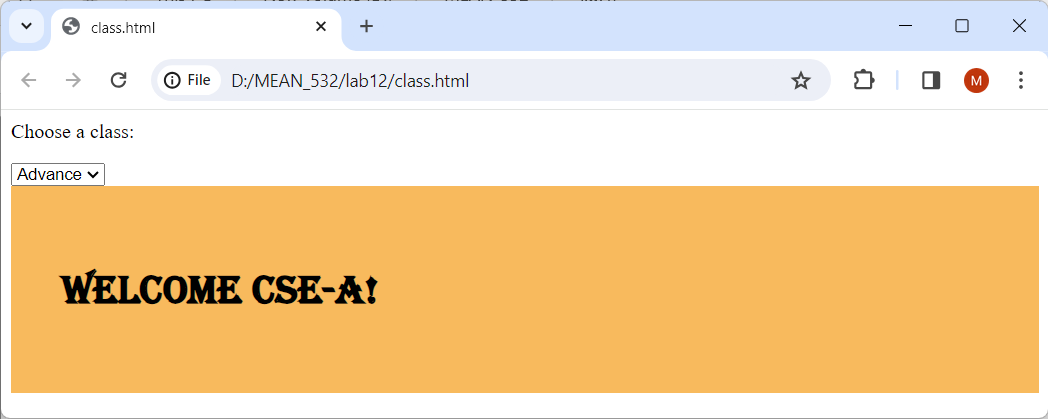 class.html
File
D:/MEAN_532/lab12/class.html
M
Choose a class:
Advance
WELCOME CSE-A!